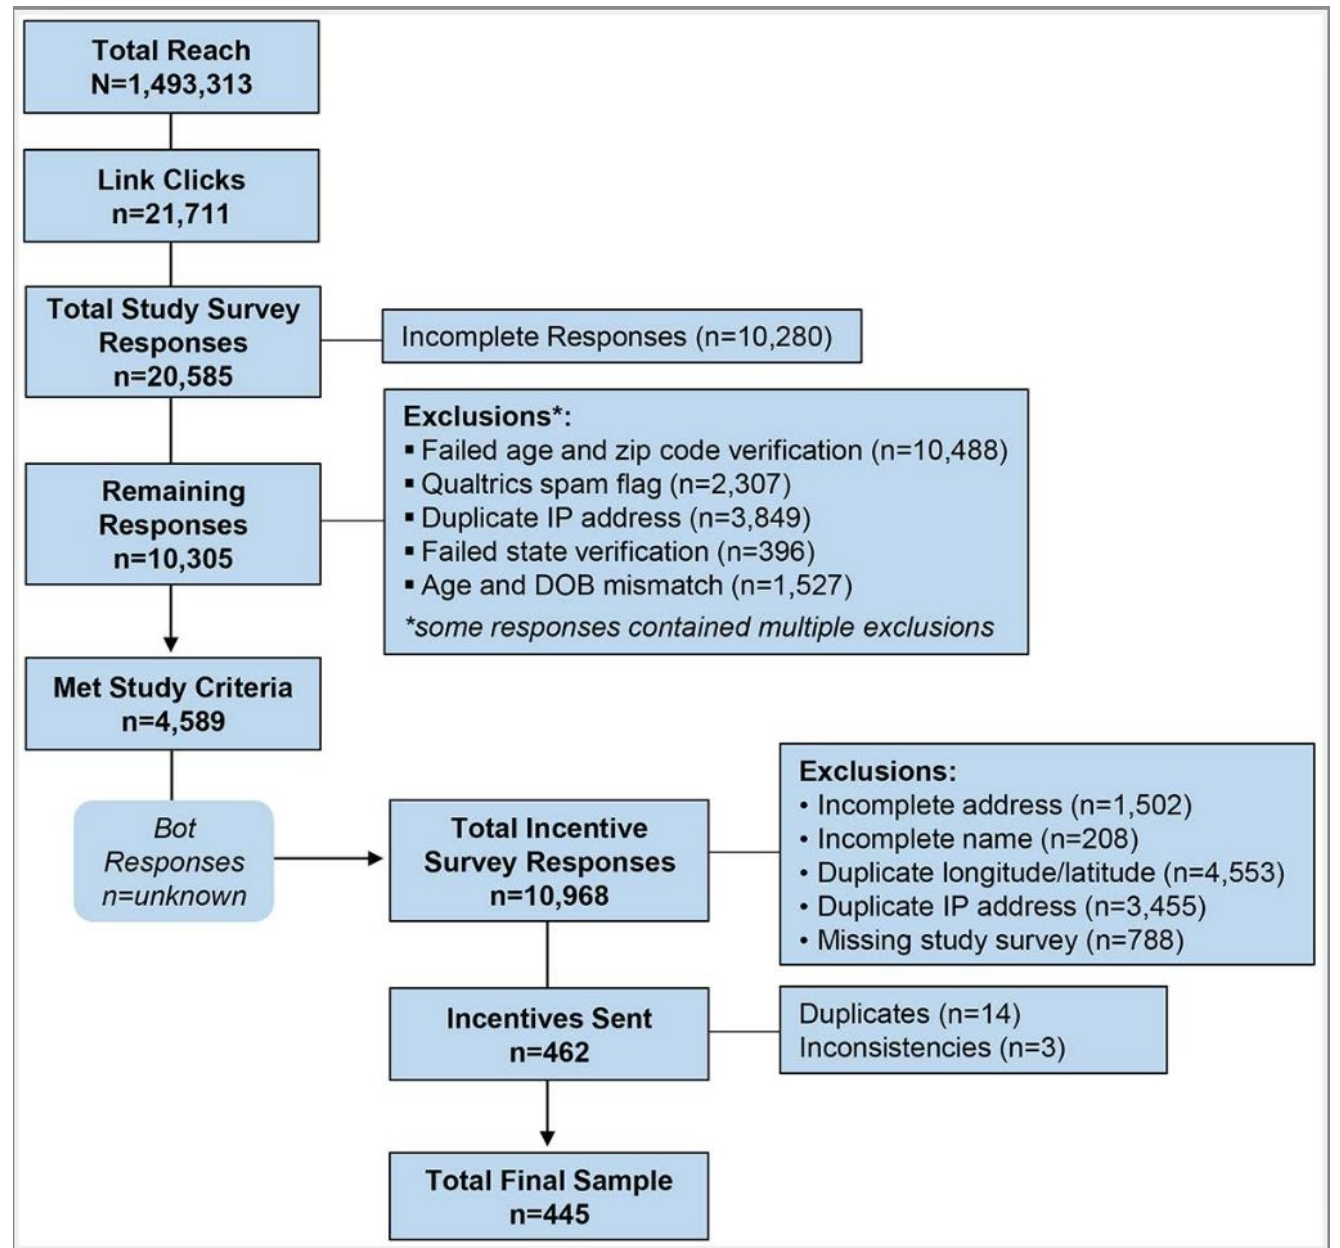 Total Reach
N=1,493,313
Link Clicks
n=21,711
Total Study Survey
Responses
n=20,585
Incomplete Responses (n=10,280)
Remaining
Responses
n=10,305
Exclusions*:
▪ Failed age and zip code verification (n=10,488)
▪ Qualtrics spam flag (n=2,307)
▪ Duplicate IP address (n=3,849)
▪ Failed state verification (n=396)
▪ Age and DOB mismatch (n=1,527)
*some responses contained multiple exclusions
Met Study Criteria
n=4,589
Bot
Responses
n=unknown
Total Incentive
Survey Responses
n=10,968
Exclusions:
• Incomplete address (n=1,502)
• Incomplete name (n=208)
• Duplicate longitude/latitude (n=4,553)
• Duplicate IP address (n=3,455)
• Missing study survey (n=788)
Incentives Sent
n=462
Duplicates (n=14)
Inconsistencies (n=3)
Total Final Sample
n=445